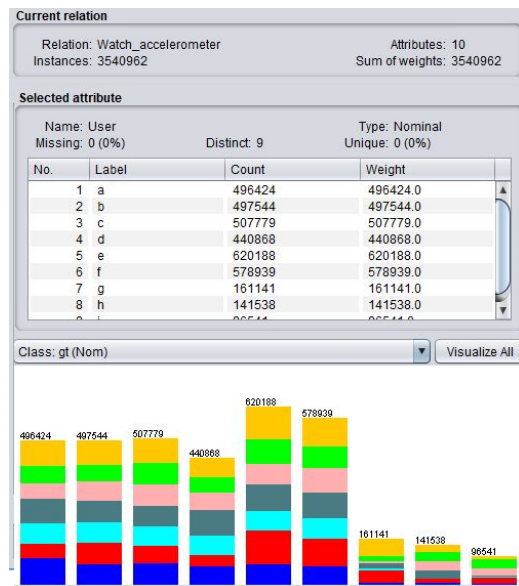 Current relation
Relation: Watch_accelerometer Attributes: 10
Instances: 3540962 Sum of weights: 3540962
Selected attribute
Name: User Type: Nominal
Missing: 0 (0%) Distinct: 9 Unique: 0 (0%)
No. Label Count Weight
1 a 496424 496424.0
2 b 497544 497544.0
3 c 507779 507779.0
4 d 440868 440868.0
5 e 620188 620188.0
6 f 578939 578939.0
7 g 161141 161141.0
8 h 141538 141538.0
Class: gt (Nom) Visualize All
496424 497544 507779 440868 620188 578939 161141 141538 96541